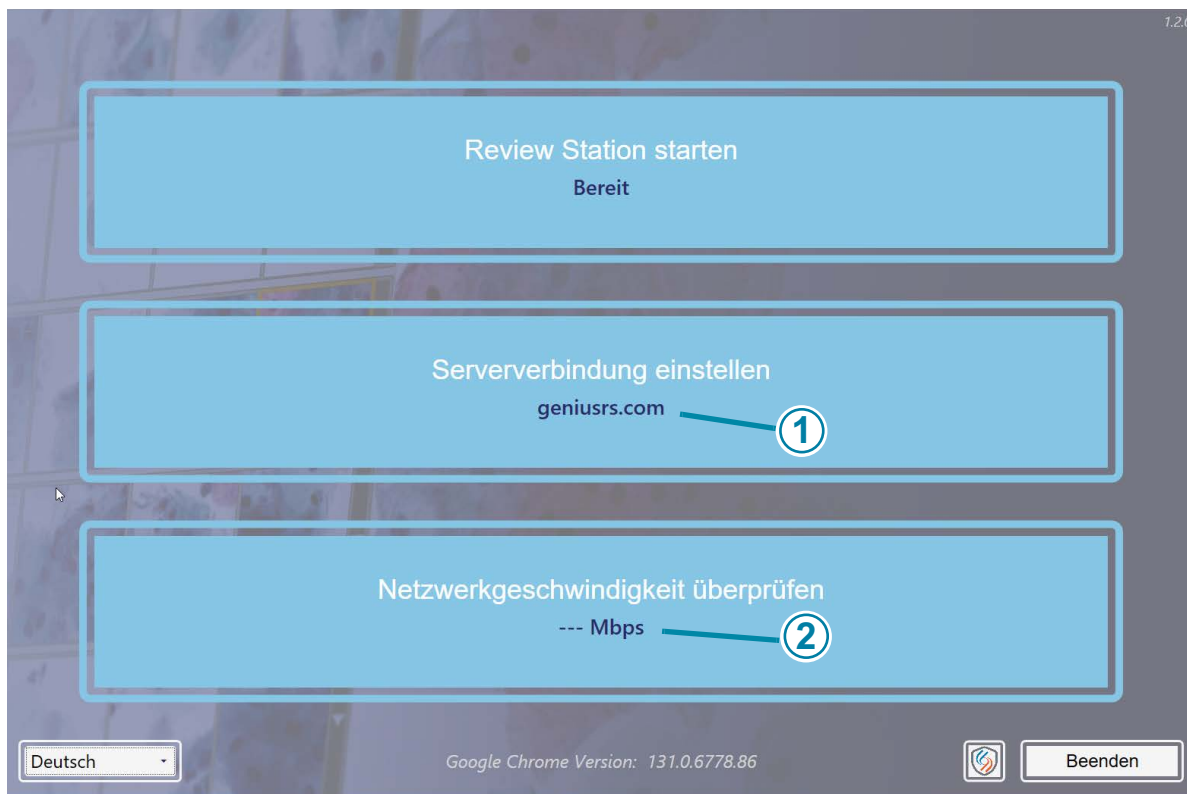 1.2.
Review Station starten
Bereit
Serververbindung einstellen
geniusrs.com
1
Netzwerkgeschwindigkeit überprüfen
--- Mbps
2
Deutsch
Google Chrome Version: 131.0.6778.86
Beenden